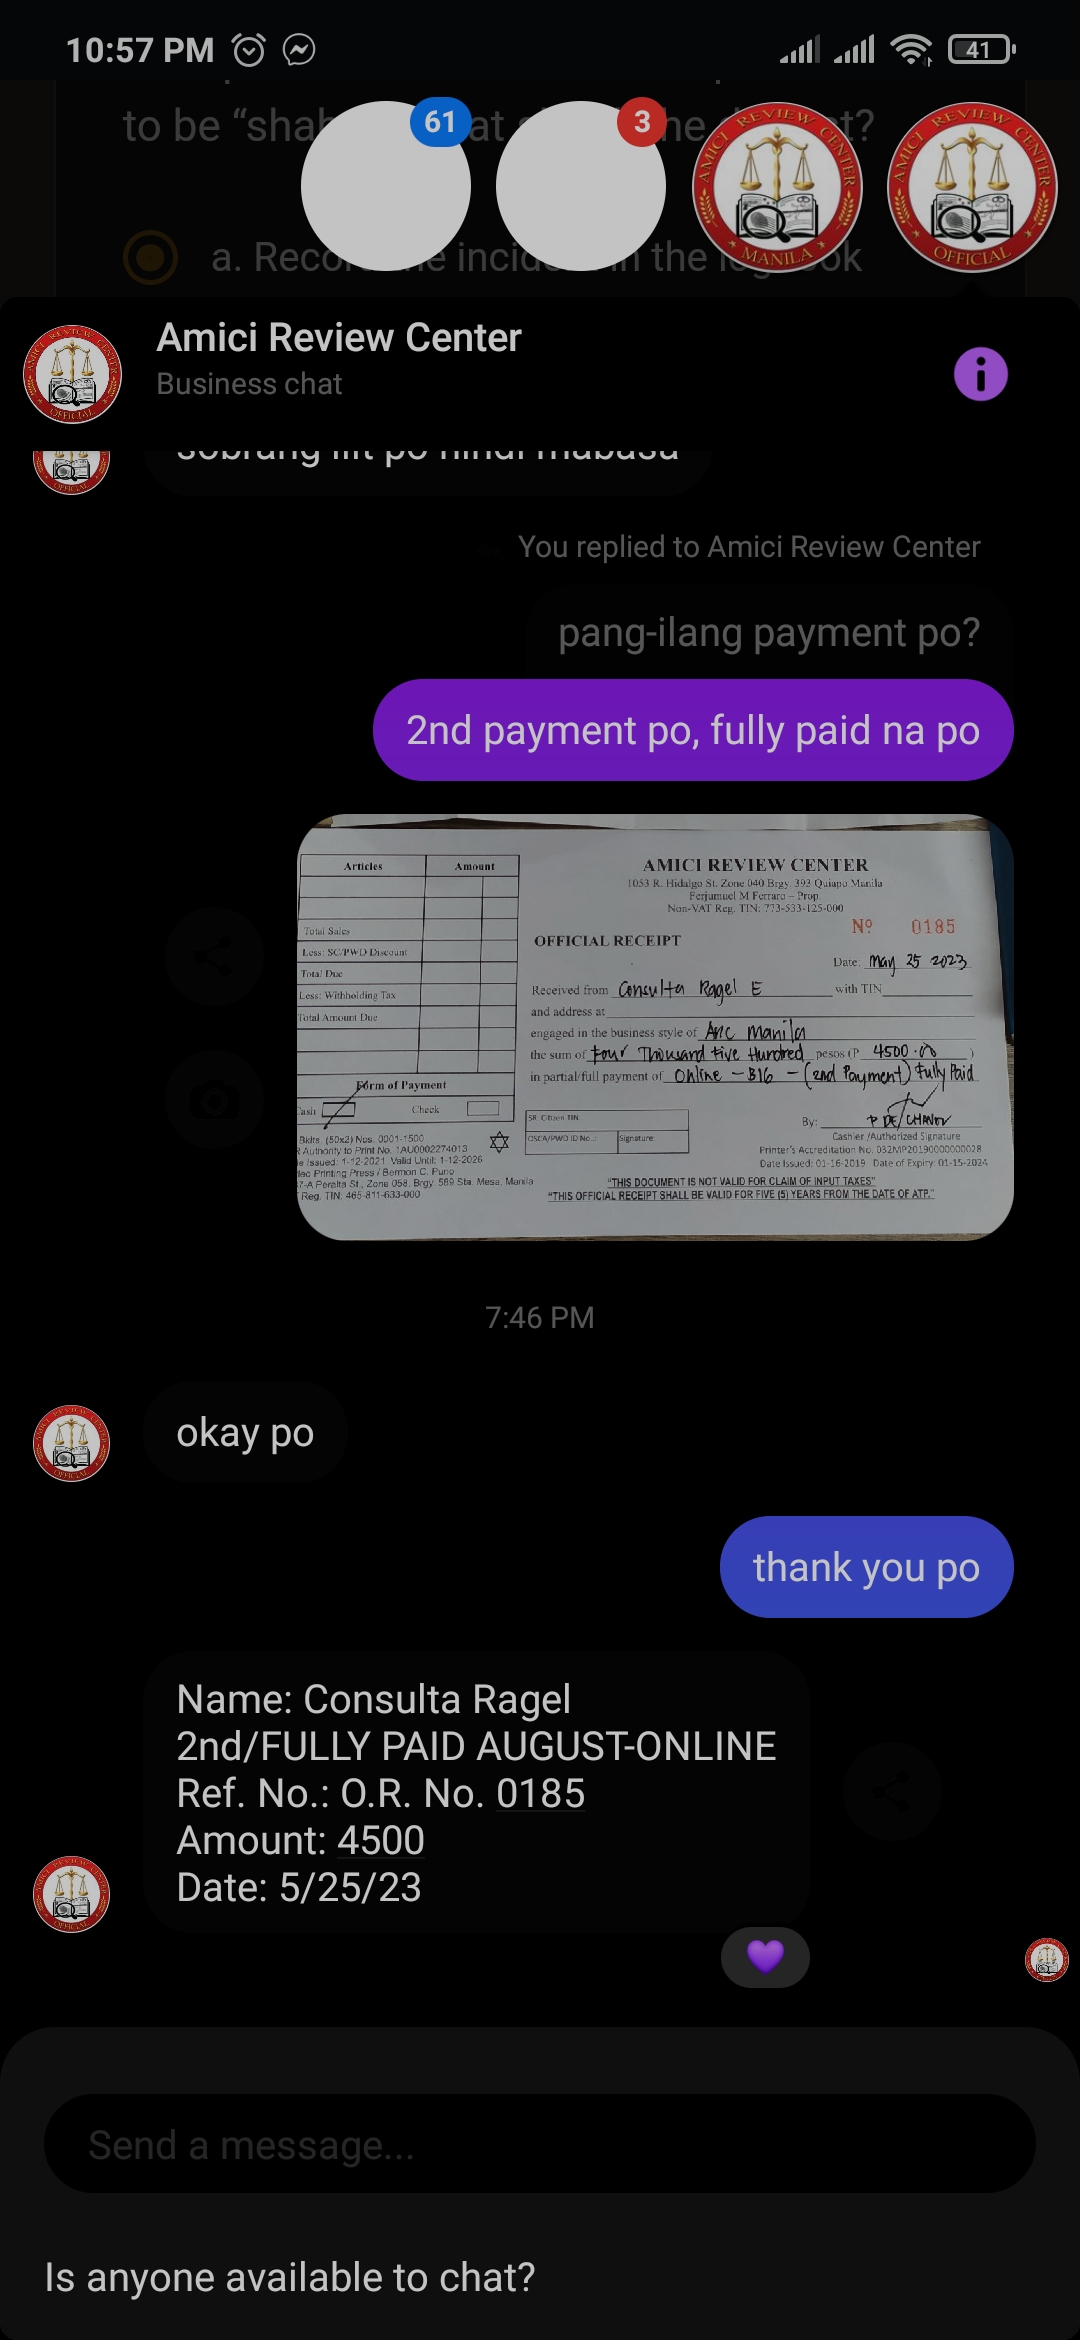 10:57 PM
41
to be “shab
at
he
t?
61
3
AMICI REVIEW CENTER
MANILA
AMICI REVIEW CENTER
OFFICIAL
a. Reco
e incid
n the log
ok
Amici Review Center
Business chat
sobrang liit po hindi mabasa
You replied to Amici Review Center
pang-ilang payment po?
2nd payment po, fully paid na po
Articles Amount
Total Sales
Less: SC/PWD Discount
Total Due
Less: Withholding Tax
Total Amount Due
Form of Payment
Cash Check
Bklts. (50x2) Nos. 0001-1500
Authority to Print No. 1AU0002274013
Issued: 1-12-2021 Valid Until: 1-12-2026
Printing Press / Bermon C. Puno
7-A Peralta St., Zone 058, Brgy. 589 Sta. Mesa, Manila
Reg. TIN: 465-811-633-000
AMICI REVIEW CENTER
1053 R. Hidalgo St. Zone 040 Brgy. 393 Quiapo Manila
Ferjumuel M Ferraro - Prop.
Non-VAT Reg. TIN: 773-533-125-000
Nº 0185
OFFICIAL RECEIPT
Date: May 25 2023
Received from Consulta Ragel E with TIN
and address at
engaged in the business style of Arc Manila
the sum of Four Thousand Five Hundred pesos (P 4500.00 )
in partial/full payment of Online - B16 - (2nd Payment) Fully Paid
SR. Citizen TIN
OSCA/PWD ID No.: Signature:
By:
Cashier /Authorized Signature
Printer's Accreditation No. 032MP20190000000028
Date Issued: 01-16-2019 Date of Expiry: 01-15-2024
"THIS DOCUMENT IS NOT VALID FOR CLAIM OF INPUT TAXES"
"THIS OFFICIAL RECEIPT SHALL BE VALID FOR FIVE (5) YEARS FROM THE DATE OF ATP."
7:46 PM
okay po
thank you po
Name: Consulta Ragel
2nd/FULLY PAID AUGUST-ONLINE
Ref. No.: O.R. No. 0185
Amount: 4500
Date: 5/25/23
Send a message...
Is anyone available to chat?